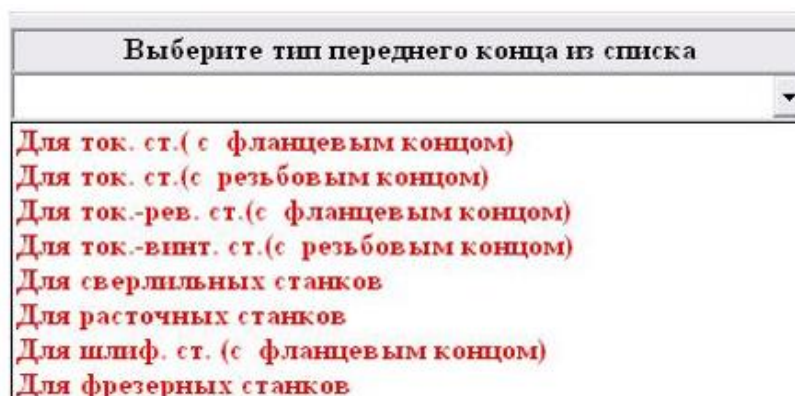 Выберите тип переднего конца из списка
Для ток. ст.( с фланцевым концом)
Для ток. ст.(с резьбовым концом)
Для ток.-рев. ст.(с фланцевым концом)
Для ток.-винт. ст.(с резьбовым концом)
Для сверлильных станков
Для расточных станков
Для шлиф. ст. (с фланцевым концом)
Для фрезерных станков